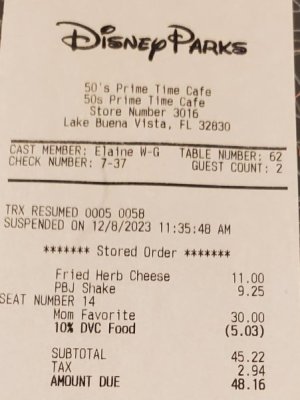 Disney Parks
50's Prime Time Cafe
50s Prime Time Cafe
Store Number 3016
Lake Buena Vista, FL 32830
CAST MEMBER: Elaine W-G TABLE NUMBER: 62
CHECK NUMBER: 7-37 GUEST COUNT: 2
TRX RESUMED 0005 0058
SUSPENDED ON 12/8/2023 11:35:48 AM
******* Stored Order *******
Fried Herb Cheese 11.00
PBJ Shake 9.25
SEAT NUMBER 14
Mom Favorite 30.00
10% DVC Food (5.03)
SUBTOTAL 45.22
TAX 2.94
AMOUNT DUE 48.16